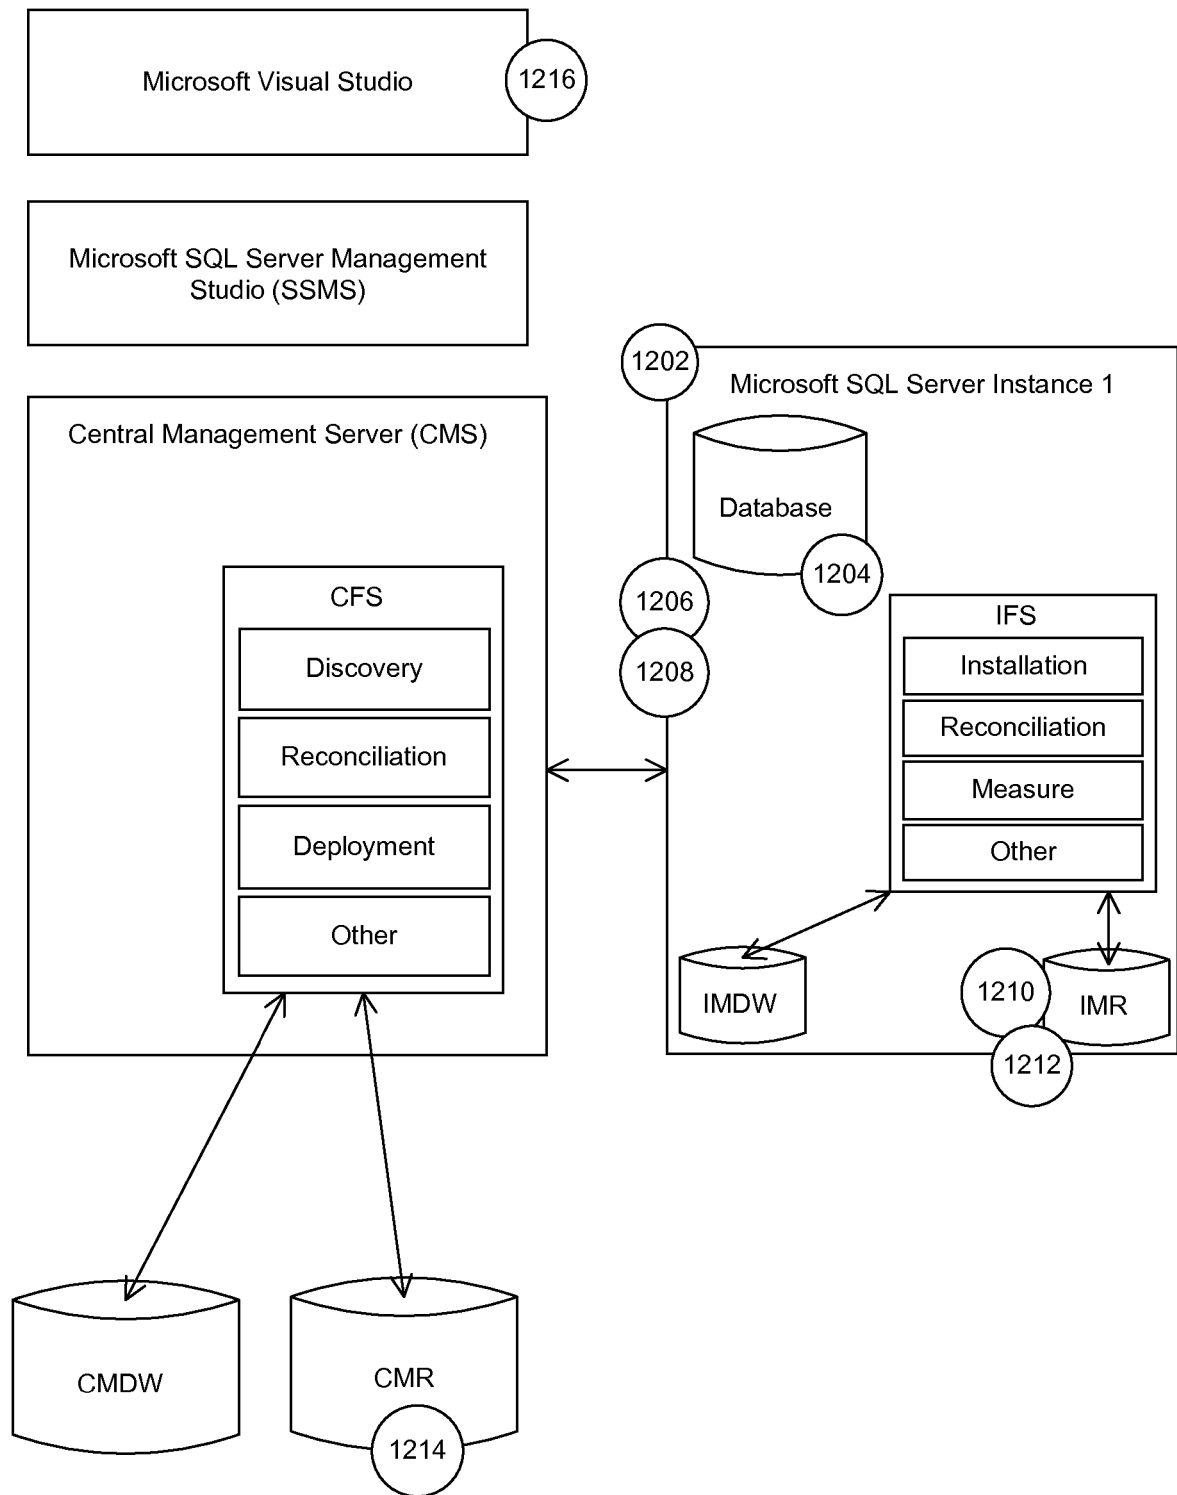 Microsoft Visual Studio
1216
Microsoft SQL Server Management
Studio (SSMS)
Central Management Server (CMS)
CFS
Discovery
Reconciliation
Deployment
Other
CMDW
CMR
1214
1202
Microsoft SQL Server Instance 1
Database
1204
1206
1208
IFS
Installation
Reconciliation
Measure
Other
IMDW
1210
IMR
1212